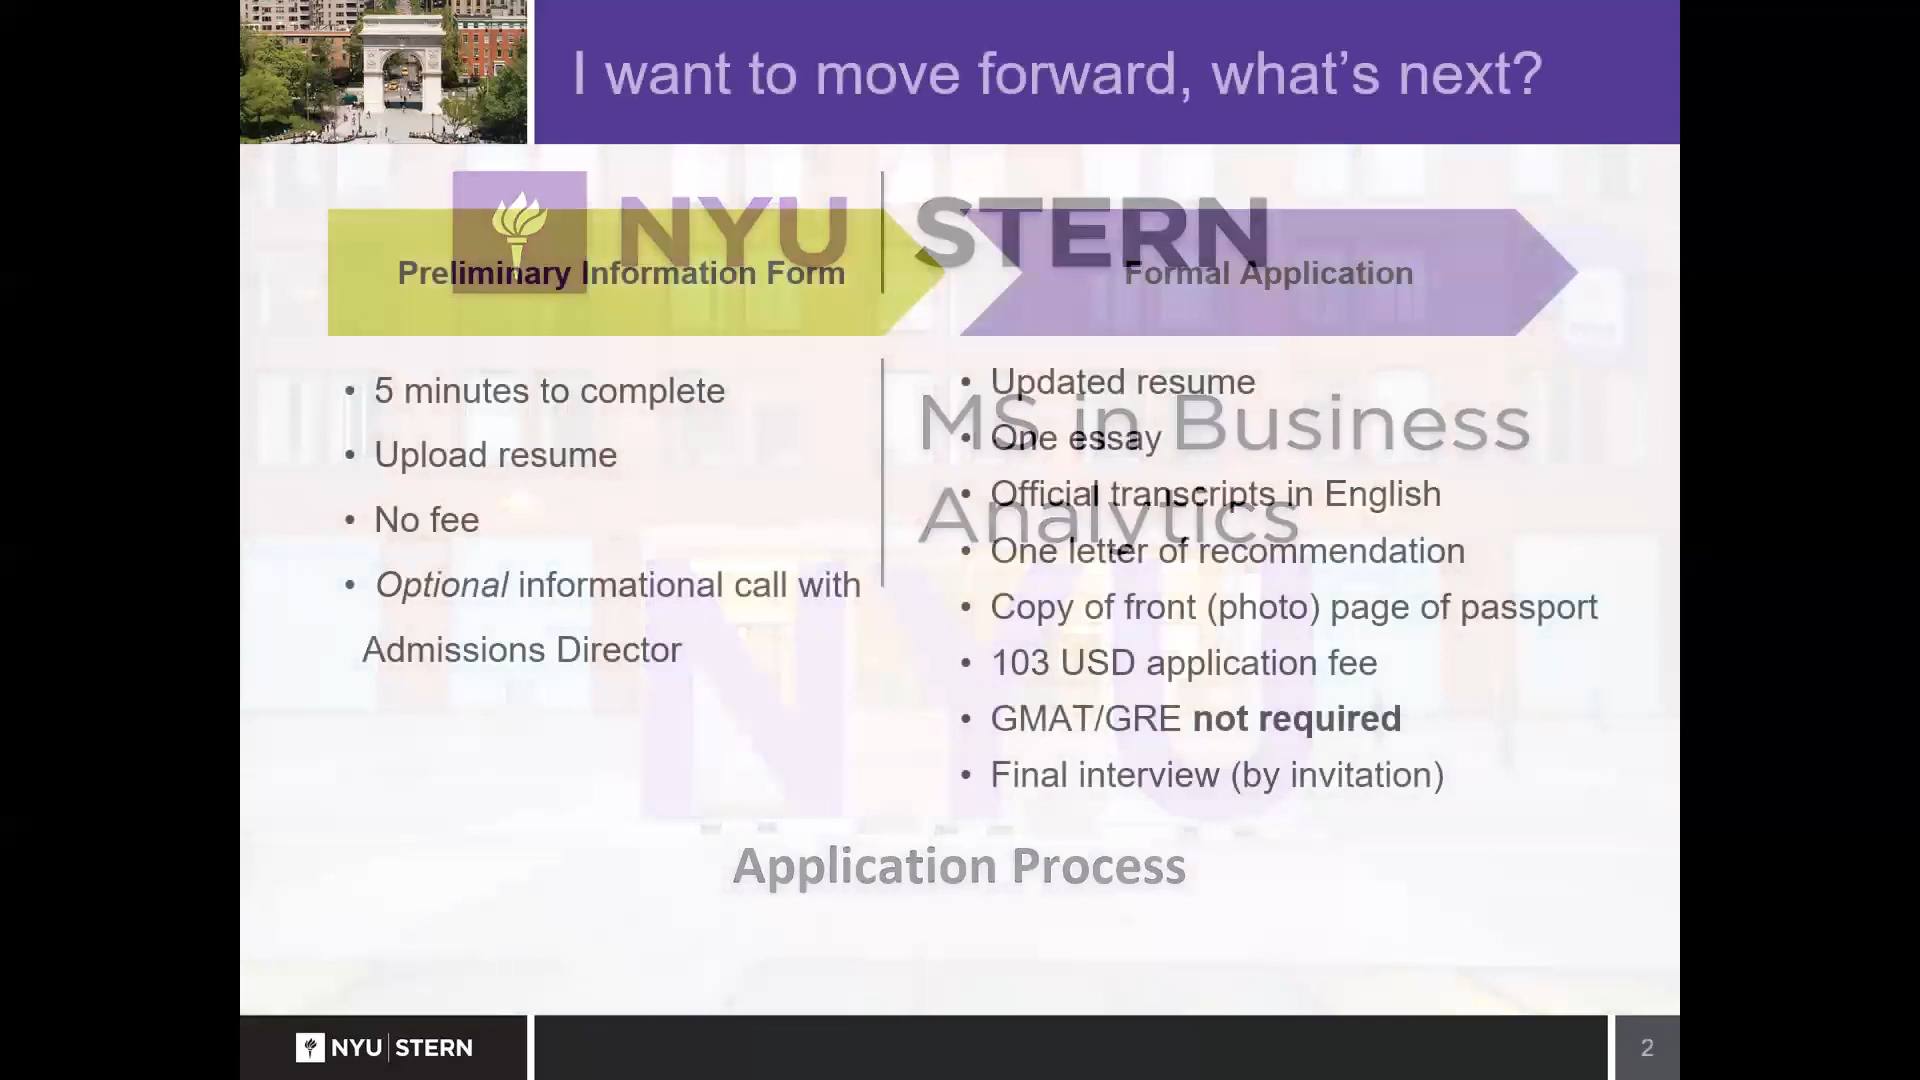 I want to move forward, what's next?
NYU STERN
Preliminary Information Form
Formal Application
• 5 minutes to complete
• Upload resume
• No fee
• Optional informational call with
Admissions Director
• Updated resume
• One essay
• Official transcripts in English
• One letter of recommendation
• Copy of front (photo) page of passport
• 103 USD application fee
• GMAT/GRE not required
• Final interview (by invitation)
MS in Business
Analytics
NYU
Application Process
NYU STERN
2